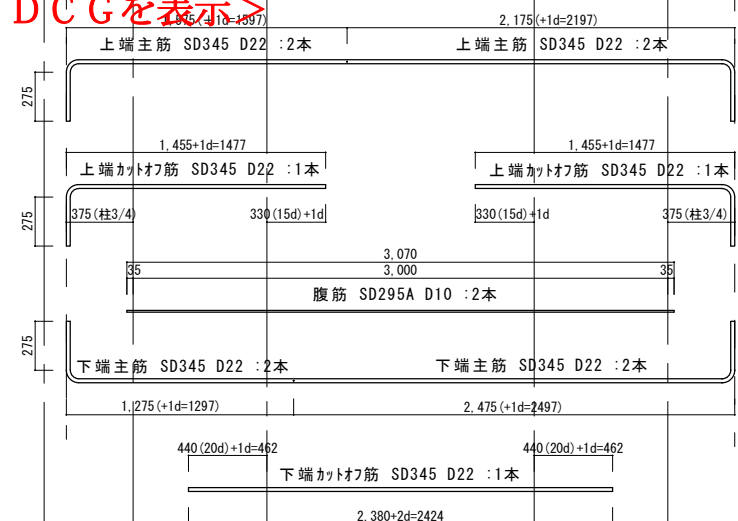 DCGを表示>
1,575(+1d=1597) 2,175(+1d=2197)
上端主筋 SD345 D22 :2本 上端主筋 SD345 D22 :2本
275
1,455+1d=1477 1,455+1d=1477
上端カットオフ筋 SD345 D22 :1本 上端カットオフ筋 SD345 D22 :1本
275
375(柱3/4) 330(15d)+1d 330(15d)+1d 375(柱3/4)
3,070
35 3,000 35
腹筋 SD295A D10 :2本
275
下端主筋 SD345 D22 :2本 下端主筋 SD345 D22 :2本
1,275(+1d=1297) 2,475(+1d=2497)
440(20d)+1d=462 440(20d)+1d=462
下端カットオフ筋 SD345 D22 :1本
2,380+2d=2424